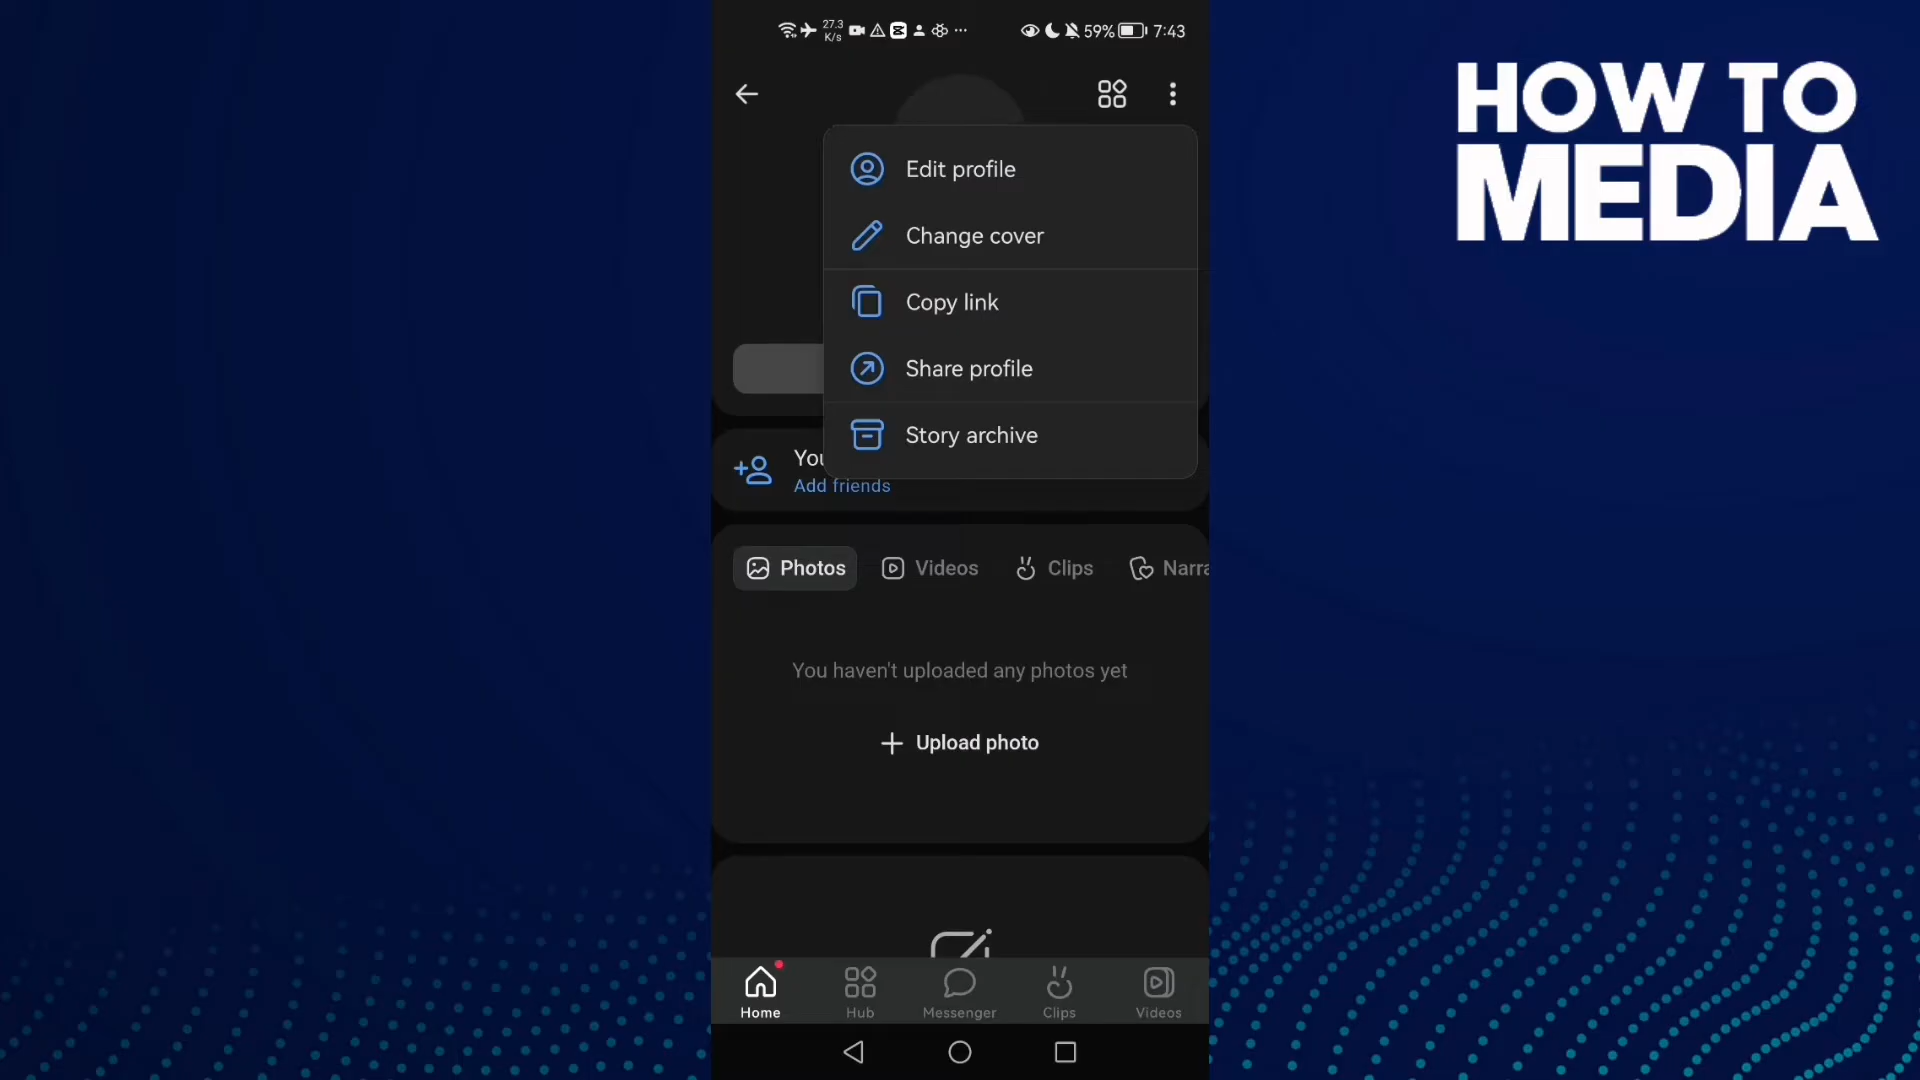 27.3
K/s
59%
7:43
HOW TO
MEDIA
Edit profile
Change cover
Copy link
Share profile
Story archive
You
Add friends
Photos
Videos
Clips
Narra
You haven't uploaded any photos yet
Upload photo
Home
Hub
Messenger
Clips
Videos